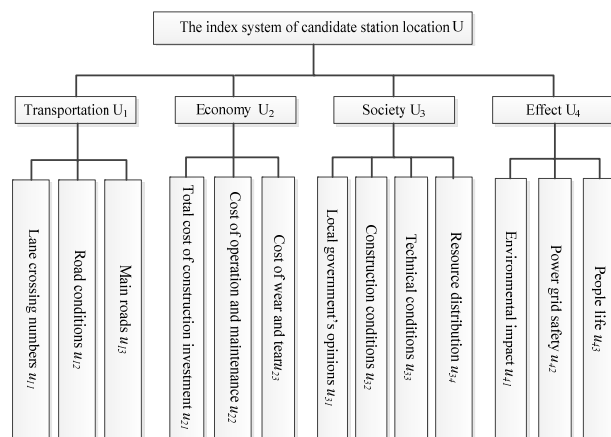 The index system of candidate station location U
Transportation U1
Economy U2
Society U3
Effect U4
Lane crossing numbers u11
Road conditions u12
Main roads u13
Total cost of construction investment u21
Cost of operation and maintenance u22
Cost of wear and tearu23
Local government's opinions u31
Construction conditions u32
Technical conditions u33
Resource distribution u34
Environmental impact u41
Power grid safety u42
People life u43